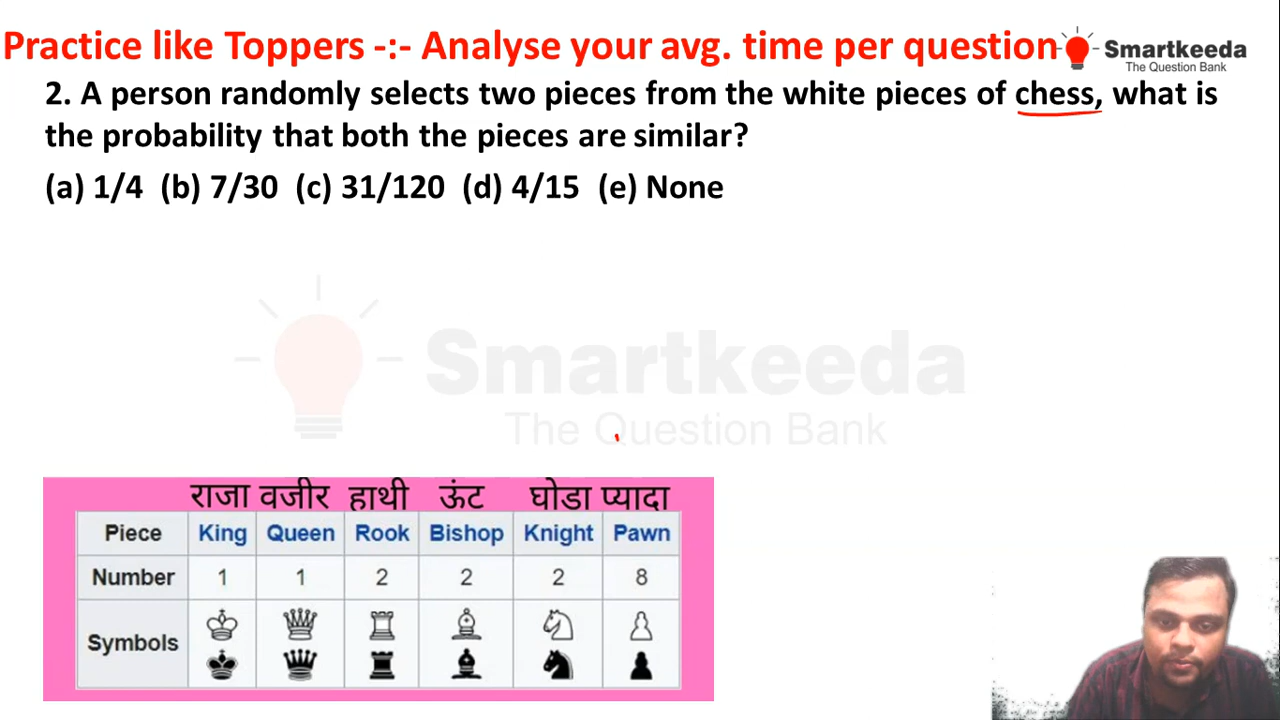 Practice like Toppers -:- Analyse your avg. time per question
Smartkeeda
The Question Bank
2. A person randomly selects two pieces from the white pieces of chess, what is
the probability that both the pieces are similar?
(a) 1/4 (b) 7/30 (c) 31/120 (d) 4/15 (e) None
Smartkeeda
The Question Bank
राजा वजीर हाथी ऊंट घोडा प्यादा
Piece King Queen Rook Bishop Knight Pawn
Number 1 1 2 2 2 8
Symbols